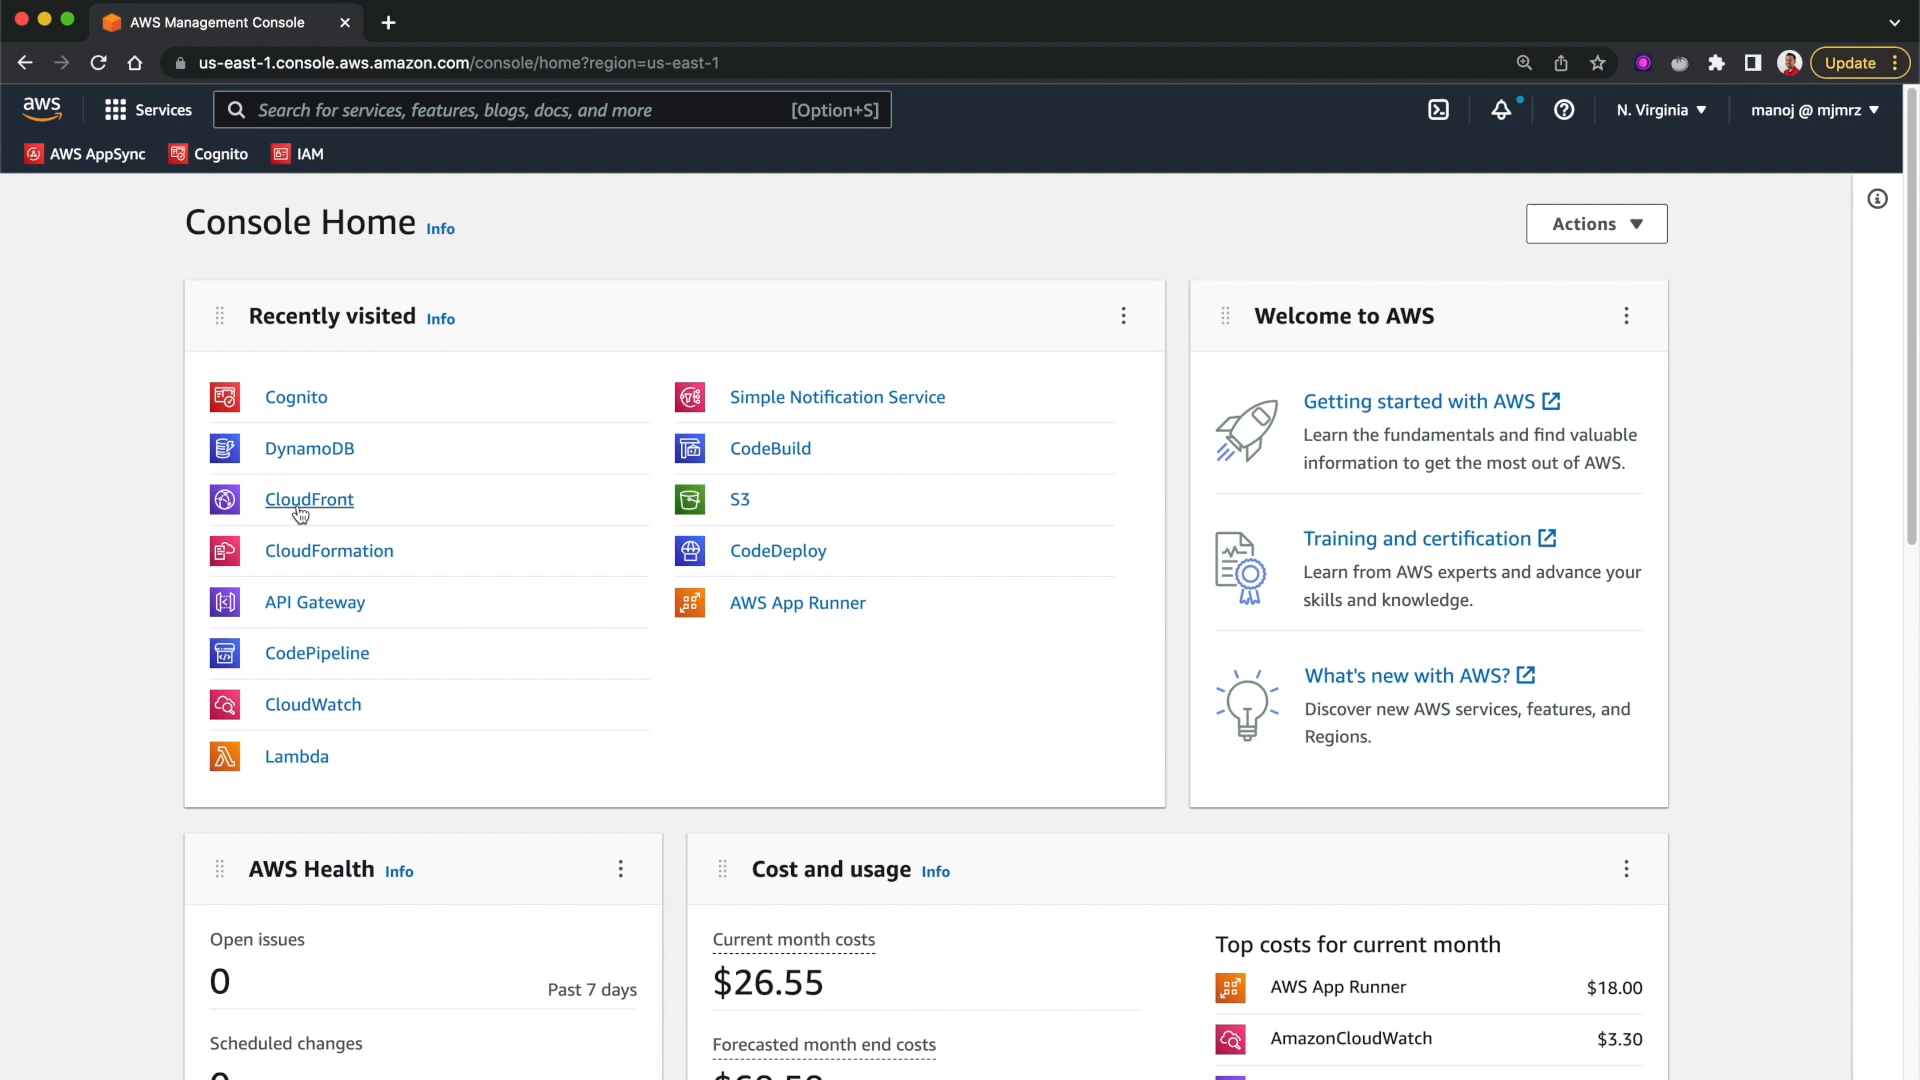 AWS Management Console
us-east-1.console.aws.amazon.com/console/home?region=us-east-1
Update
aws
Services
Search for services, features, blogs, docs, and more
[Option+S]
N. Virginia
manoj @ mjmrz
AWS AppSync
Cognito
IAM
Console Home Info
Actions
Recently visited Info
Cognito
DynamoDB
CloudFront
CloudFormation
API Gateway
CodePipeline
CloudWatch
Lambda
Simple Notification Service
CodeBuild
S3
CodeDeploy
AWS App Runner
Welcome to AWS
Getting started with AWS
Learn the fundamentals and find valuable
information to get the most out of AWS.
Training and certification
Learn from AWS experts and advance your
skills and knowledge.
What's new with AWS?
Discover new AWS services, features, and
Regions.
AWS Health Info
Open issues
0
Past 7 days
Scheduled changes
Cost and usage Info
Current month costs
$26.55
Forecasted month end costs
Top costs for current month
AWS App Runner $18.00
AmazonCloudWatch $3.30